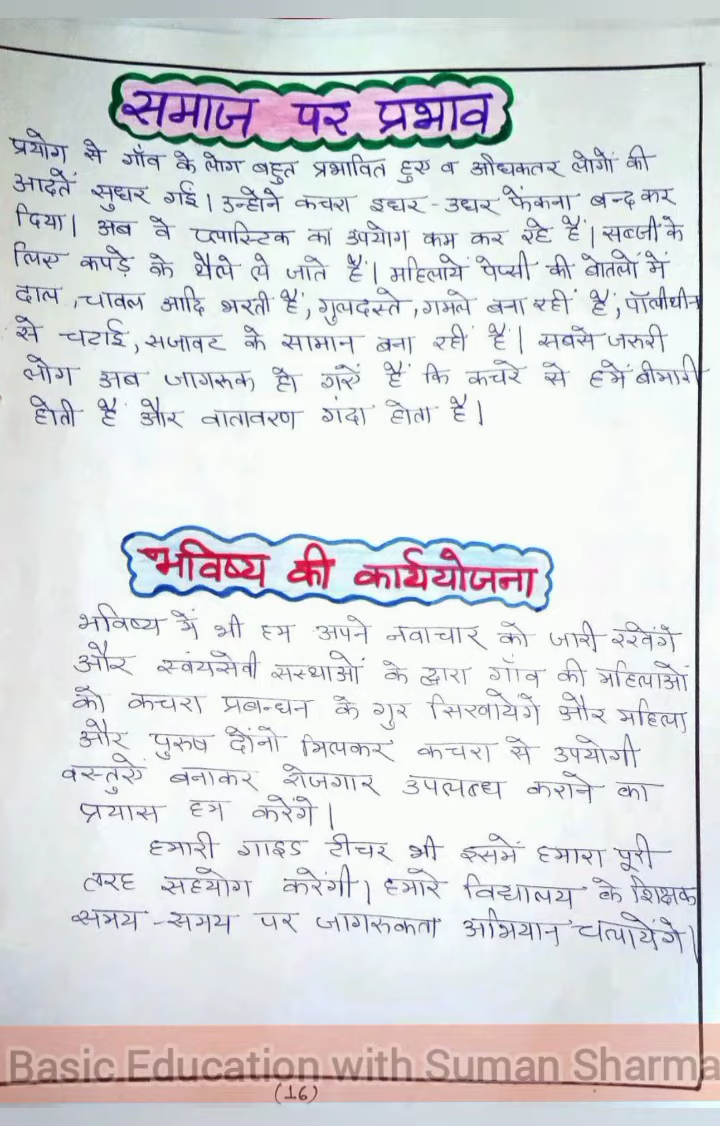 समाज पर प्रभाव
प्रयोग से गाँव के लोग बहुत प्रभावित हुए व अधिकतर लोगों की
आदतें सुधर गई। उन्होने कचरा इधर-उधर फेंकना बन्द कर
दिया। अब वे प्लास्टिक का उपयोग कम कर रहे हैं। सब्जी के
लिए कपड़े के थैले ले जाते हैं। महिलायें पेप्सी की बोतलों में
दाल, चावल आदि भरती हैं, गुलदस्ते, गमले बना रहीं हैं, पॉलीथीन
से चटाई, सजावट के सामान बना रहीं हैं। सबसे जरुरी
लोग अब जागरुक हो गऐं हैं कि कचरे से हमें बीमारी
होती हैं और वातावरण गंदा होता है।
भविष्य की कार्ययोजना
भविष्य में भी हम अपने नवाचार को जारी रखेंगे
और स्वंयसेवी सस्थाओं के द्वारा गाँव की महिलाओं
को कचरा प्रबन्धन के गुर सिखायेगें और महिला
और पुरुष दोंनो मिलकर कचरा से उपयोगी
वस्तुऐं बनाकर रोजगार उपलब्ध कराने का
प्रयास हम करेंगे।
हमारी गाइड टीचर भी इसमें हमारा पूरी
तरह सहयोग करेंगी। हमारे विद्यालय के शिक्षक
समय-समय पर जागरुकता अभियान चलायेंगे।
Basic Education with Suman Sharma
(16)